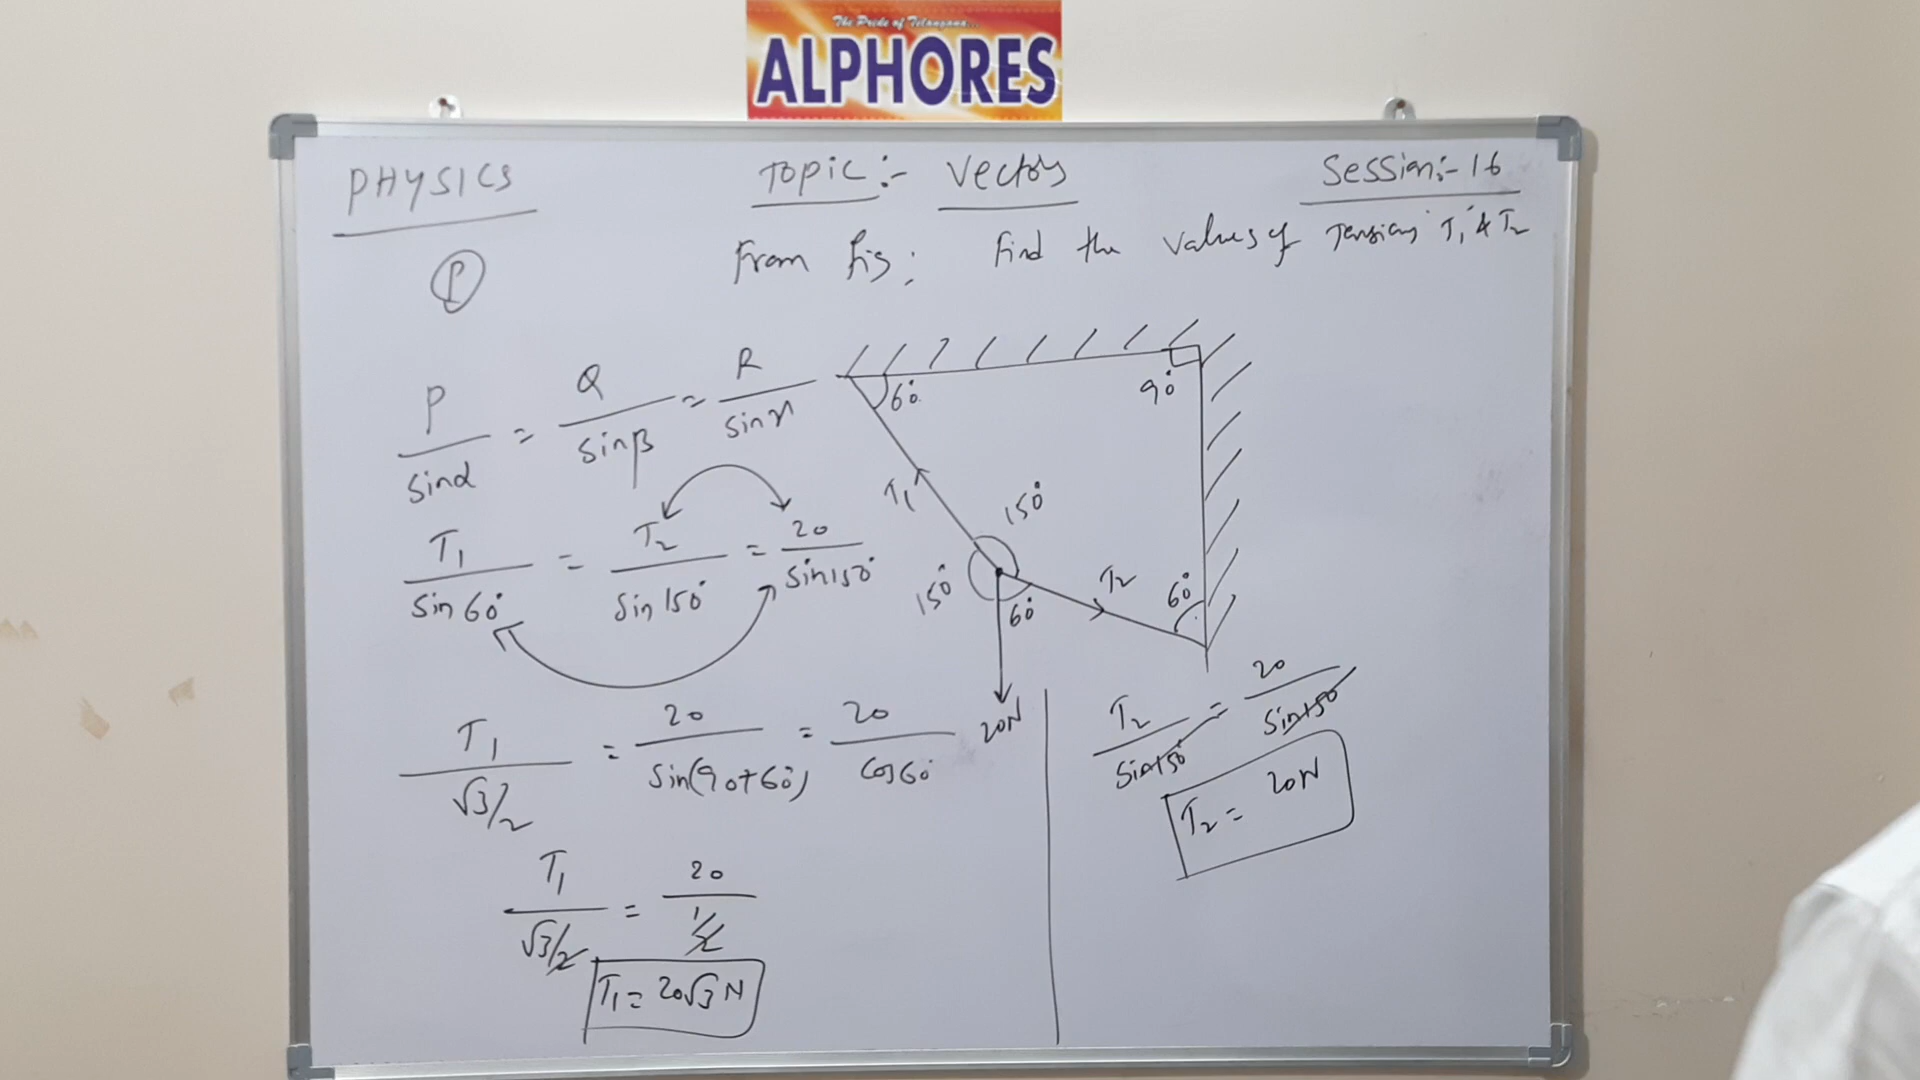 The Pride of Telangana...
ALPHORES
PHYSICS
Topic:- Vectors
Session:- 16
P
From fig; find the values of Tensions T₁ & T₂
P/sinα = Q/sinβ = R/sinγ
T₁/sin60° = T₂/sin150° = 20/sin150°
T₁/√3/2 = 20/sin(90+60°) = 20/cos60°
T₁/√3/2 = 20/1/2
T₁ = 20√3 N
60°
90°
T₁
150°
150°
60°
T₂
60°
20N
T₂/sin150° = 20/sin150
T₂ = 20N